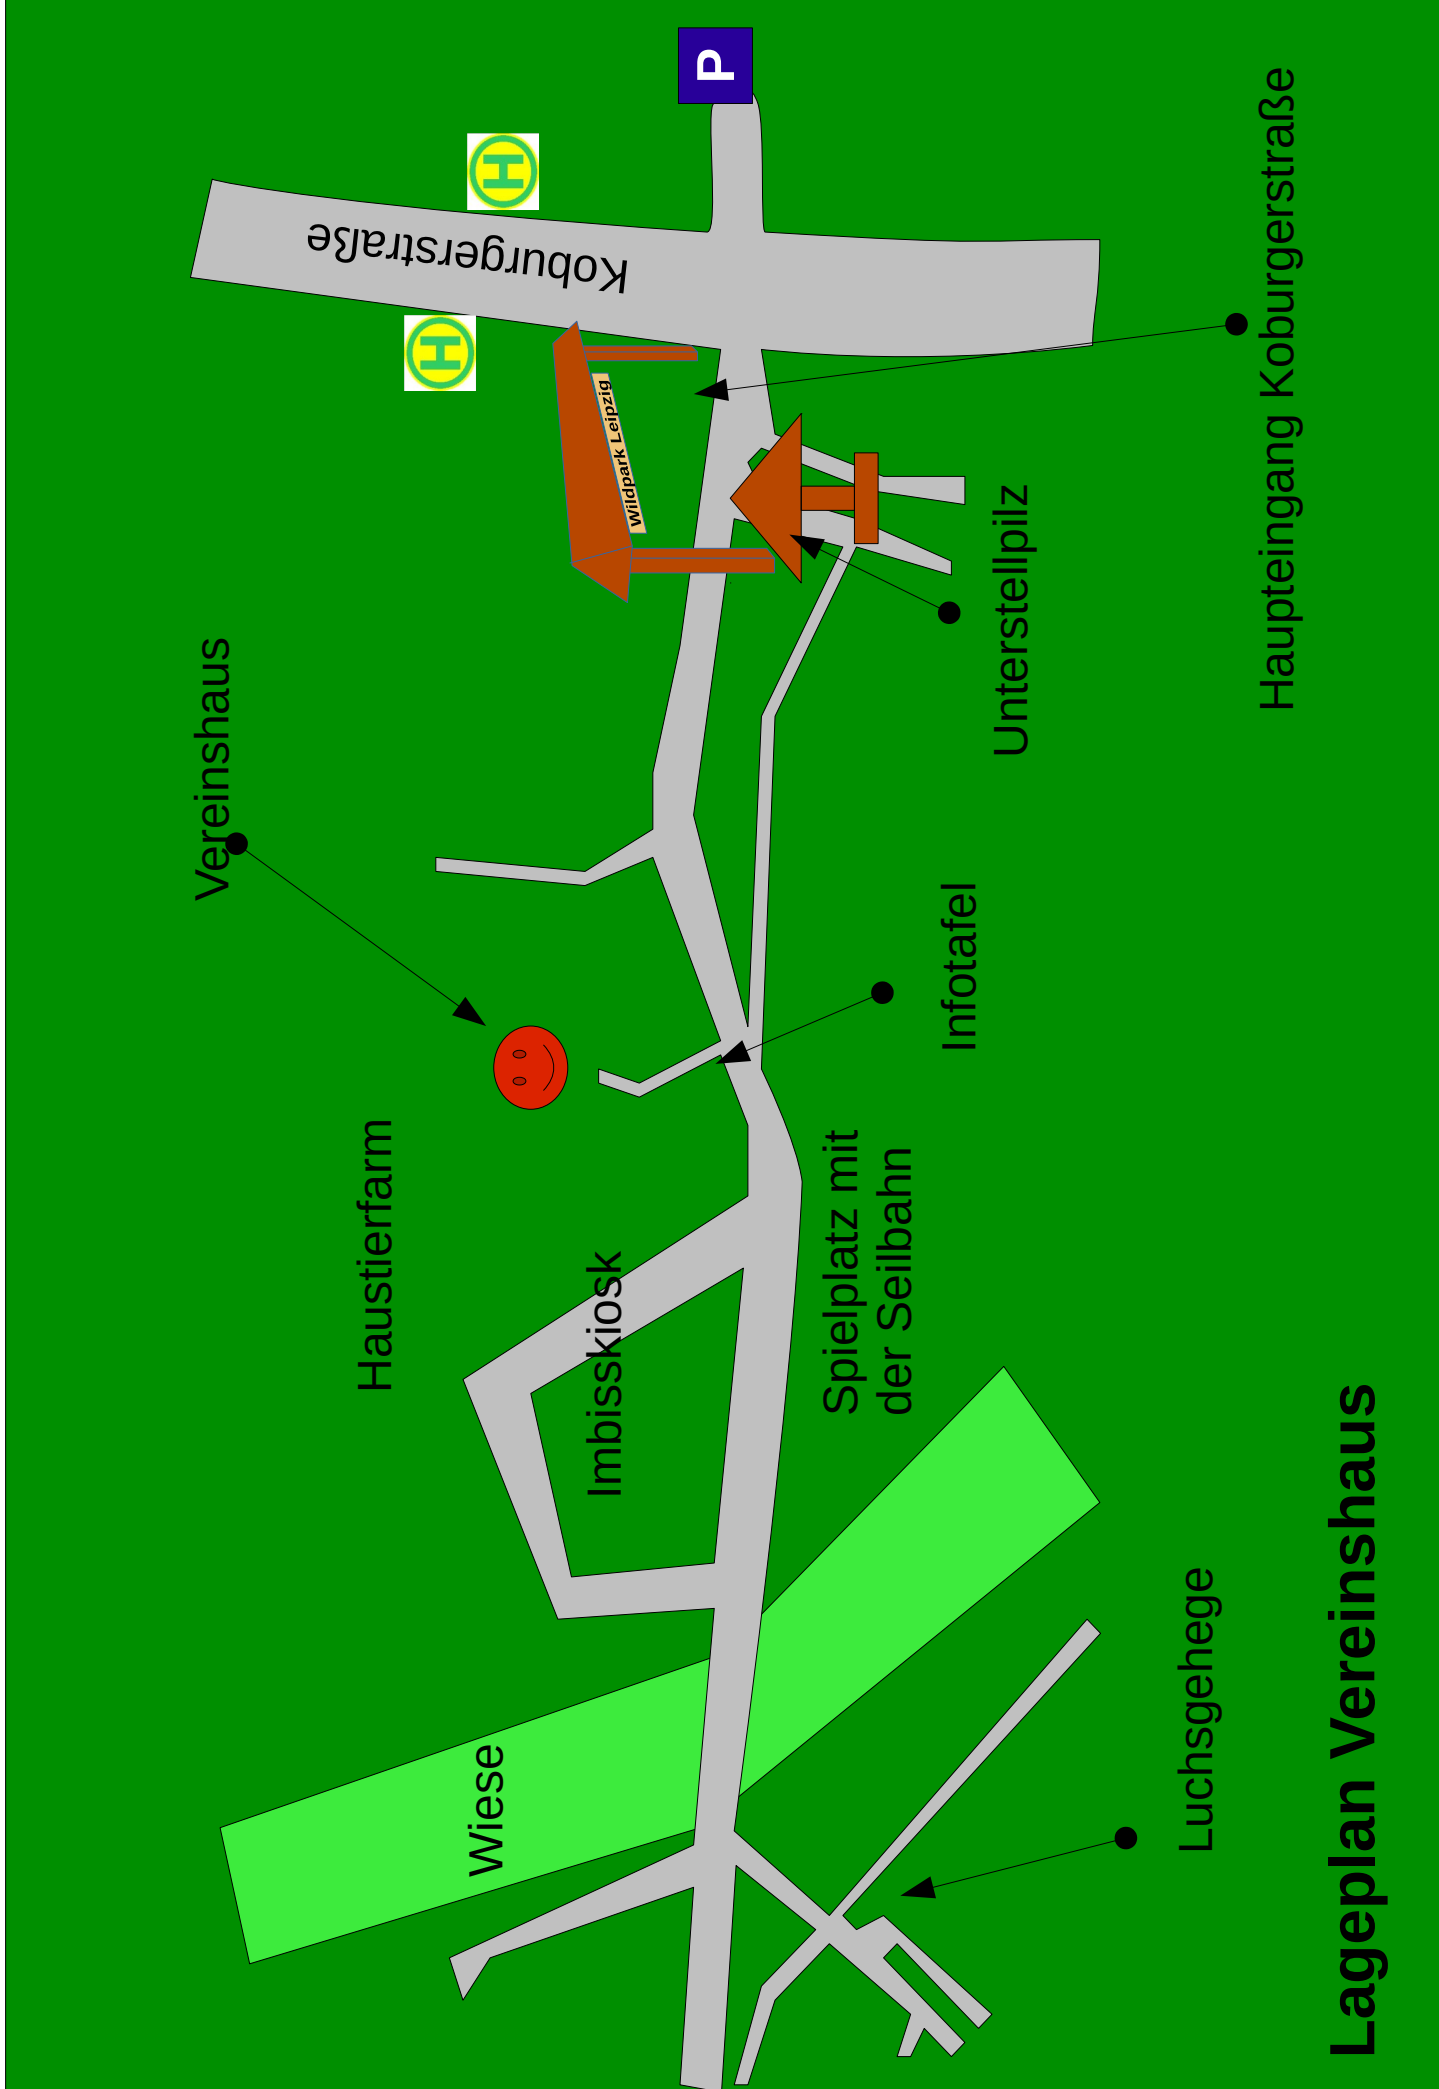 P
H
Koburgerstraße
H
Wildpark Leipzig
Haupteingang Koburgerstraße
Unterstellpilz
Vereinshaus
Infotafel
Haustierfarm
Imbisskiosk
Spielplatz mit
der Seilbahn
Wiese
Luchsgehege
Lageplan Vereinshaus